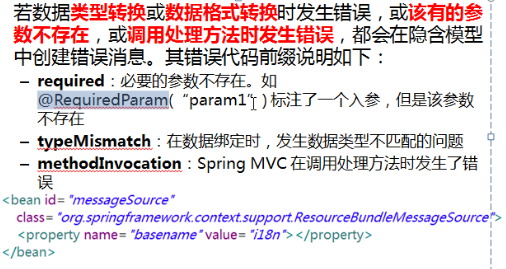 若数据类型转换或数据格式转换时发生错误，或该有的参
数不存在，或调用处理方法时发生错误，都会在隐含模型
中创建错误消息。其错误代码前缀说明如下：
– required：必要的参数不存在。如
@RequiredParam(“param1”)标注了一个入参，但是该参数
不存在
– typeMismatch：在数据绑定时，发生数据类型不匹配的问题
– methodInvocation：Spring MVC 在调用处理方法时发生了错
误
<bean id="messageSource"
class="org.springframework.context.support.ResourceBundleMessageSource">
<property name="basename" value="i18n"></property>
</bean>